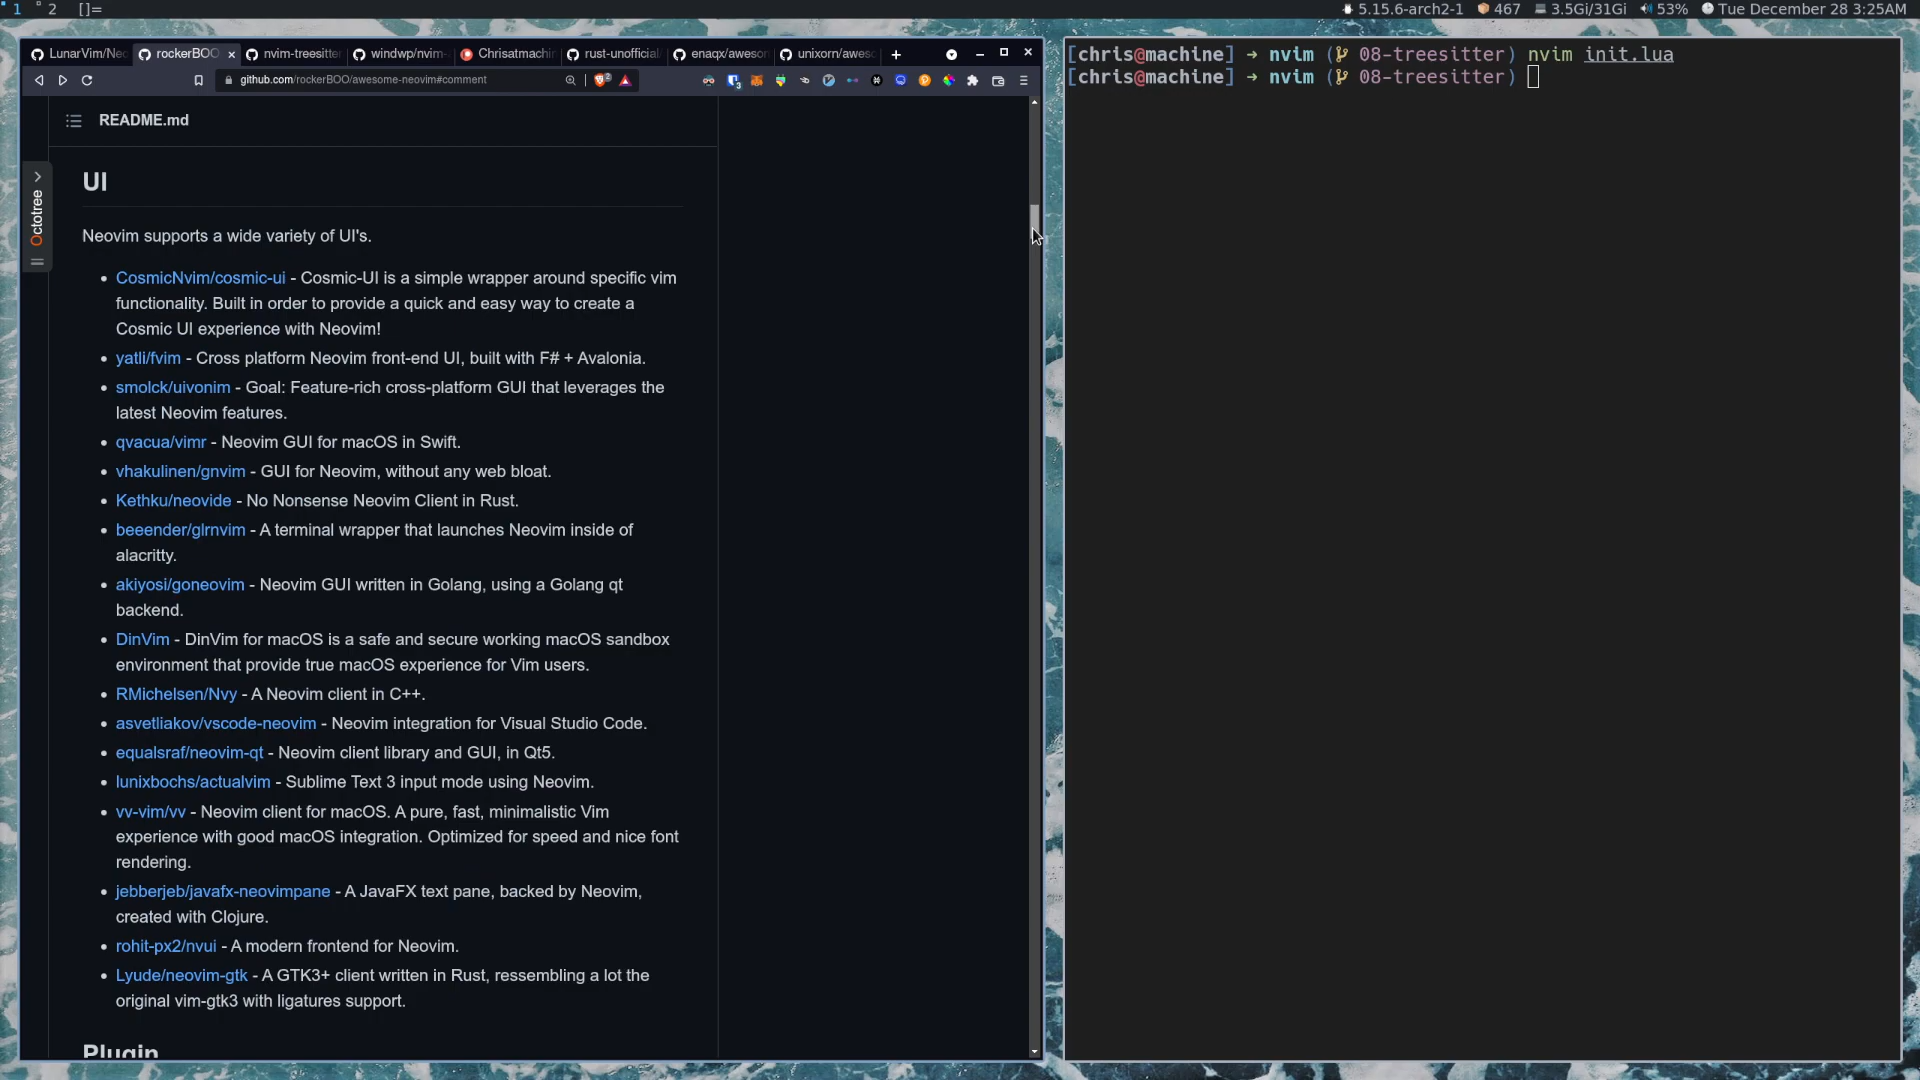 1 2 []=
5.15.6-arch2-1 467 3.5Gi/31Gi 53% Tue December 28 3:25AM
LunarVim/Neo rockerBOO nvim-treesitte windwp/nvim- Chrisatmachin rust-unofficial enaqx/aweson unixorn/awes
github.com/rockerBOO/awesome-neovim#comment
README.md
Octotree
UI
Neovim supports a wide variety of UI's.
CosmicNvim/cosmic-ui - Cosmic-UI is a simple wrapper around specific vim
functionality. Built in order to provide a quick and easy way to create a
Cosmic UI experience with Neovim!
yatli/fvim - Cross platform Neovim front-end UI, built with F# + Avalonia.
smolck/uivonim - Goal: Feature-rich cross-platform GUI that leverages the
latest Neovim features.
qvacua/vimr - Neovim GUI for macOS in Swift.
vhakulinen/gnvim - GUI for Neovim, without any web bloat.
Kethku/neovide - No Nonsense Neovim Client in Rust.
beeender/glrnvim - A terminal wrapper that launches Neovim inside of
alacritty.
akiyosi/goneovim - Neovim GUI written in Golang, using a Golang qt
backend.
DinVim - DinVim for macOS is a safe and secure working macOS sandbox
environment that provide true macOS experience for Vim users.
RMichelsen/Nvy - A Neovim client in C++.
asvetliakov/vscode-neovim - Neovim integration for Visual Studio Code.
equalsraf/neovim-qt - Neovim client library and GUI, in Qt5.
lunixbochs/actualvim - Sublime Text 3 input mode using Neovim.
vv-vim/vv - Neovim client for macOS. A pure, fast, minimalistic Vim
experience with good macOS integration. Optimized for speed and nice font
rendering.
jebberjeb/javafx-neovimpane - A JavaFX text pane, backed by Neovim,
created with Clojure.
rohit-px2/nvui - A modern frontend for Neovim.
Lyude/neovim-gtk - A GTK3+ client written in Rust, ressembling a lot the
original vim-gtk3 with ligatures support.
Plugin
[chris@machine] → nvim ( 08-treesitter) nvim init.lua
[chris@machine] → nvim ( 08-treesitter)